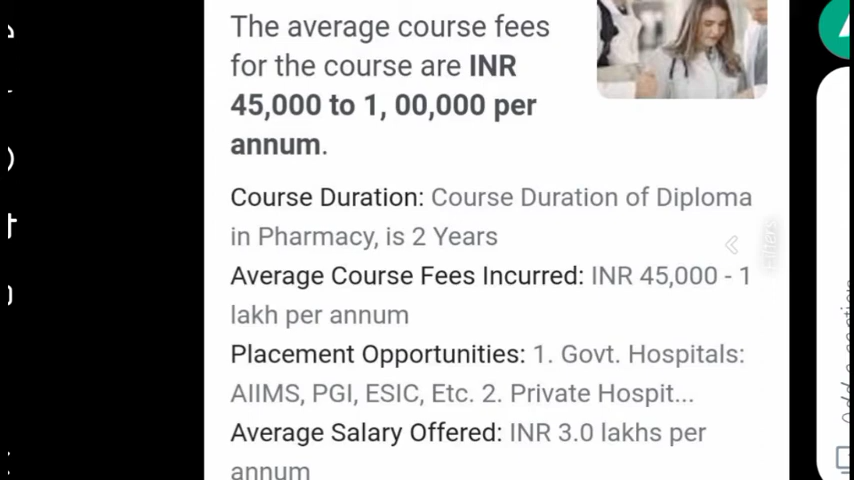 The average course fees
for the course are INR
45,000 to 1, 00,000 per
annum.
Course Duration: Course Duration of Diploma
in Pharmacy, is 2 Years
Average Course Fees Incurred: INR 45,000 - 1
lakh per annum
Placement Opportunities: 1. Govt. Hospitals:
AIIMS, PGI, ESIC, Etc. 2. Private Hospit...
Average Salary Offered: INR 3.0 lakhs per
annum
Filters